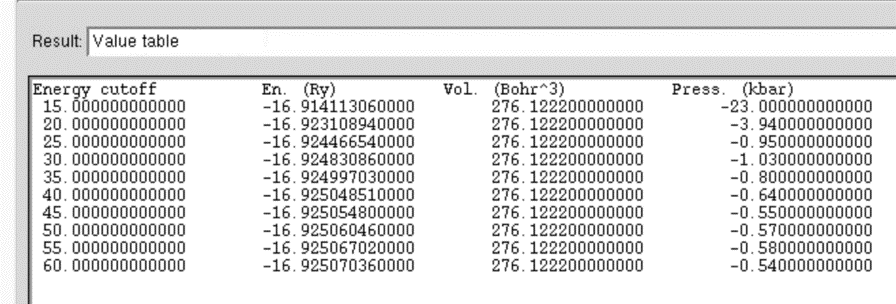 Result: Value table
Energy cutoff En. (Ry) Vol. (Bohr^3) Press. (kbar)
15.000000000000 -16.914113060000 276.122200000000 -23.000000000000
20.000000000000 -16.923108940000 276.122200000000 -3.940000000000
25.000000000000 -16.924466540000 276.122200000000 -0.950000000000
30.000000000000 -16.924830860000 276.122200000000 -1.030000000000
35.000000000000 -16.924997030000 276.122200000000 -0.800000000000
40.000000000000 -16.925048510000 276.122200000000 -0.640000000000
45.000000000000 -16.925054800000 276.122200000000 -0.550000000000
50.000000000000 -16.925060460000 276.122200000000 -0.570000000000
55.000000000000 -16.925067020000 276.122200000000 -0.580000000000
60.000000000000 -16.925070360000 276.122200000000 -0.540000000000